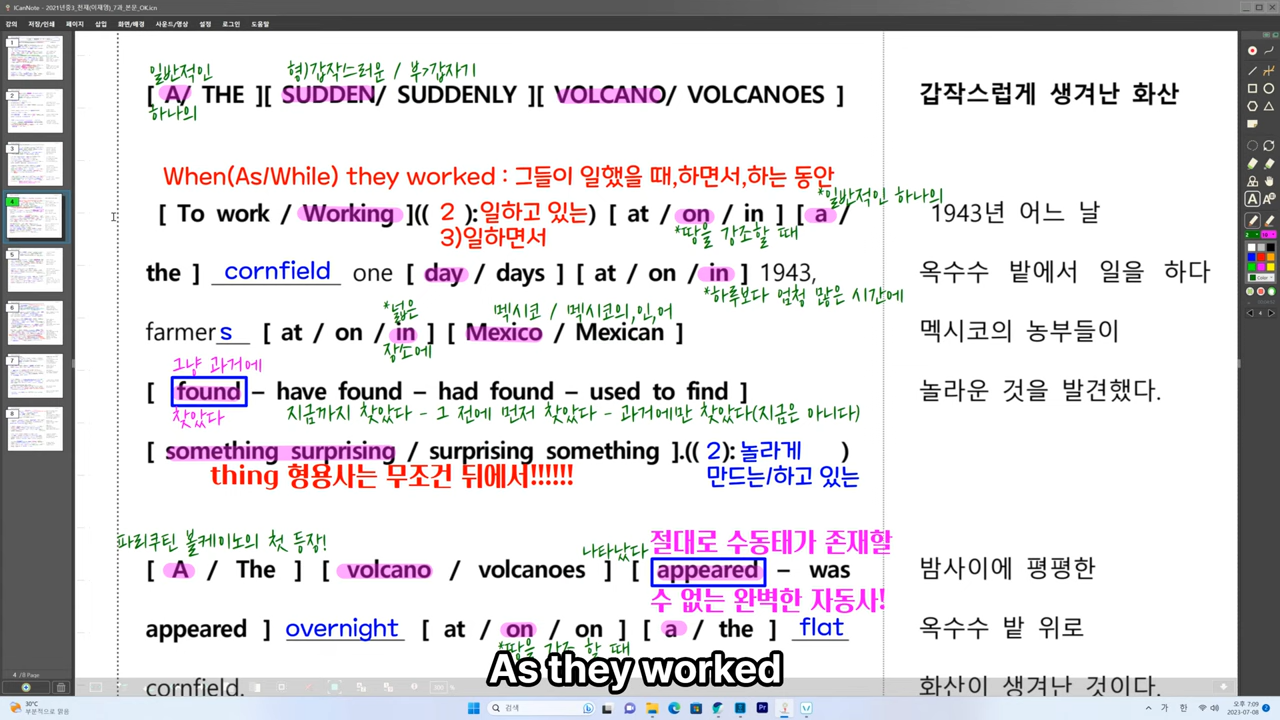 ICanNote - 2021년중3_천재(이재영)_7과_본문_OK.icn
강의 저장/인쇄 페이지 삽입 화면/배경 사운드/영상 설정 로그인 도움말
일반적인 형)갑작스러운 / 부>갑자기
[ A/ THE ][ SUDDEN/ SUDDENLY ][ VOLCANO/ VOLCANOES ] 갑작스럽게 생겨난 화산
하나의
When(As/While) they worked : 그들이 일했을 때,하면서,하는 동안
*일반적인 하나의
[ To work / Working ](( 2 ):일하고 있는) [ at / on / in ] [ a / 1943년 어느 날
3)일하면서 *땅을 강조할 때
the ] cornfield one [ day / days ] [ at / on / in ] 1943, 옥수수 밭에서 일을 하다
*하루보다 엄청 많은 시간에
*넓은 멕시코 / 멕시코의,인,어
farmers [ at / on / in ] [ Mexico / Mexican ] 멕시코의 농부들이
장소에
그냥 과거에
[ found – have found – had found – used to find ] 놀라운 것을 발견했다.
찾았다 지금까지 찾았다 - 그 전에 먼저 찾았다 - 과거에만 찾았다(지금은 아니다)
[ something surprising / surprising something ].(( 2): 놀라게 )
thing 형용사는 무조건 뒤에서!!!!!! 만드는/하고 있는
파리쿠틴 볼케이노의 첫 등장! 나타났다 절대로 수동태가 존재할
[ A / The ] [ volcano / volcanoes ] [ appeared – was 밤사이에 평평한
수 없는 완벽한 자동사!
appeared ] overnight [ at / on / on ] [ a / the ] flat 옥수수 밭 위로
*땅을 강조 할 때
As they worked
cornfield. 화산이 생겨난 것이다.
4 / 8 Page
30°C
부분적으로 맑음
검색
가
오후 7:09
2023-07-08